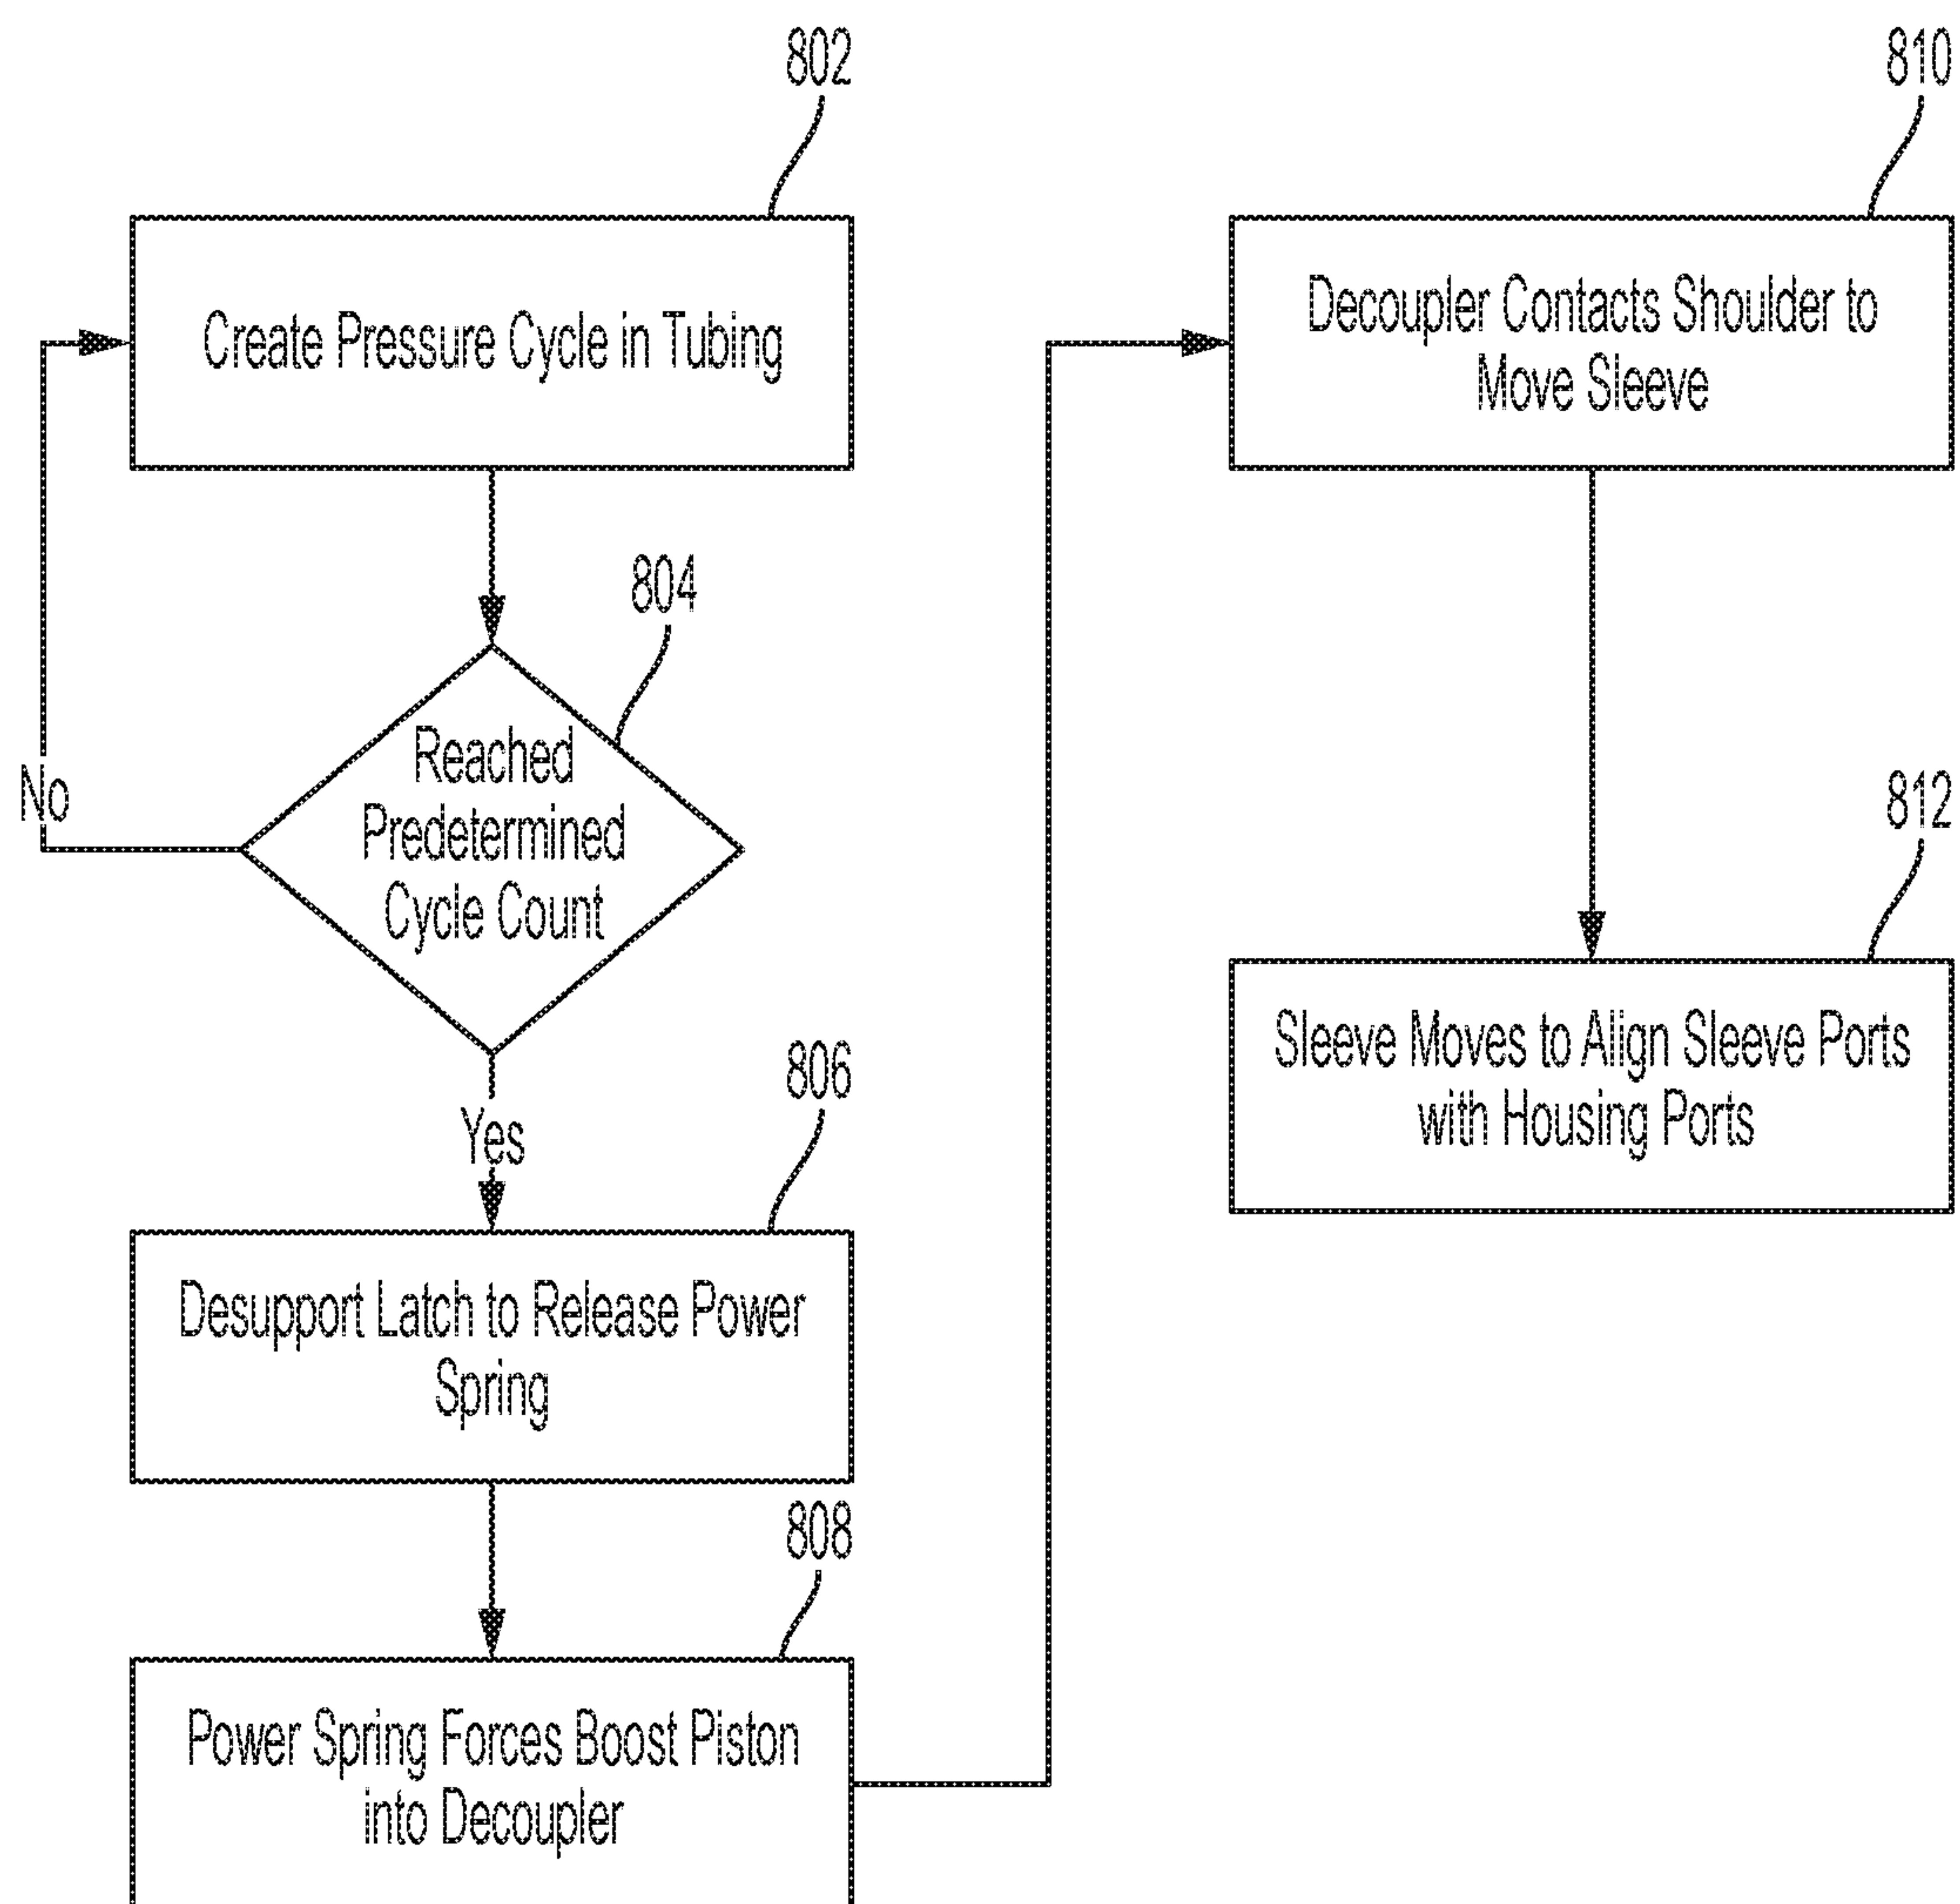 802
Create Pressure Cycle in Tubing
804
Reached
Predetermined
Cycle Count
No
Yes
806
Desupport Latch to Release Power
Spring
808
Power Spring Forces Boost Piston
into Decoupler
810
Decoupler Contacts Shoulder to
Move Sleeve
812
Sleeve Moves to Align Sleeve Ports
with Housing Ports